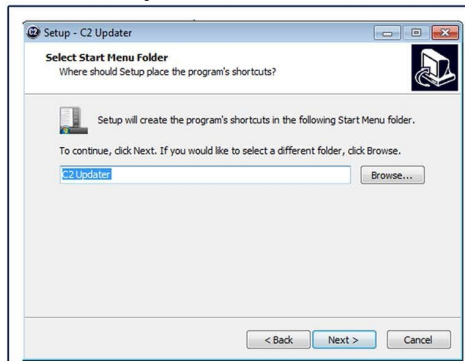 Setup - C2 Updater
Select Start Menu Folder
Where should Setup place the program's shortcuts?
Setup will create the program's shortcuts in the following Start Menu folder.
To continue, click Next. If you would like to select a different folder, click Browse.
C2 Updater
Browse...
< Back
Next >
Cancel